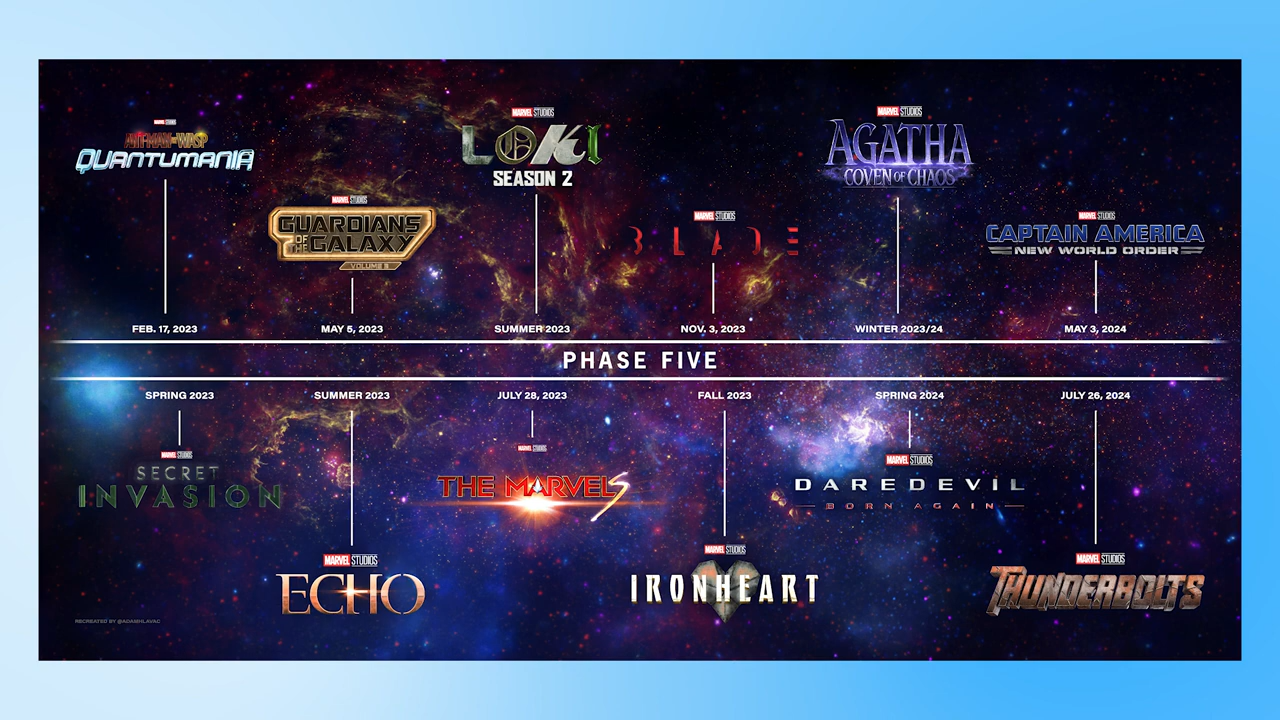 MARVEL STUDIOS
ANT-MAN AND THE WASP
QUANTUMANIA
FEB. 17, 2023
MARVEL STUDIOS
GUARDIANS
OF THE GALAXY
VOLUME 3
MAY 5, 2023
MARVEL STUDIOS
LOKI
SEASON 2
SUMMER 2023
MARVEL STUDIOS
BLADE
NOV. 3, 2023
MARVEL STUDIOS
AGATHA
COVEN OF CHAOS
WINTER 2023/24
MARVEL STUDIOS
CAPTAIN AMERICA
NEW WORLD ORDER
MAY 3, 2024
PHASE FIVE
SPRING 2023
MARVEL STUDIOS
SECRET
INVASION
SUMMER 2023
MARVEL STUDIOS
ECHO
JULY 28, 2023
MARVEL STUDIOS
THE MARVELS
FALL 2023
MARVEL STUDIOS
IRONHEART
SPRING 2024
MARVEL STUDIOS
DAREDEVIL
BORN AGAIN
JULY 26, 2024
MARVEL STUDIOS
THUNDERBOLTS
RECREATED BY